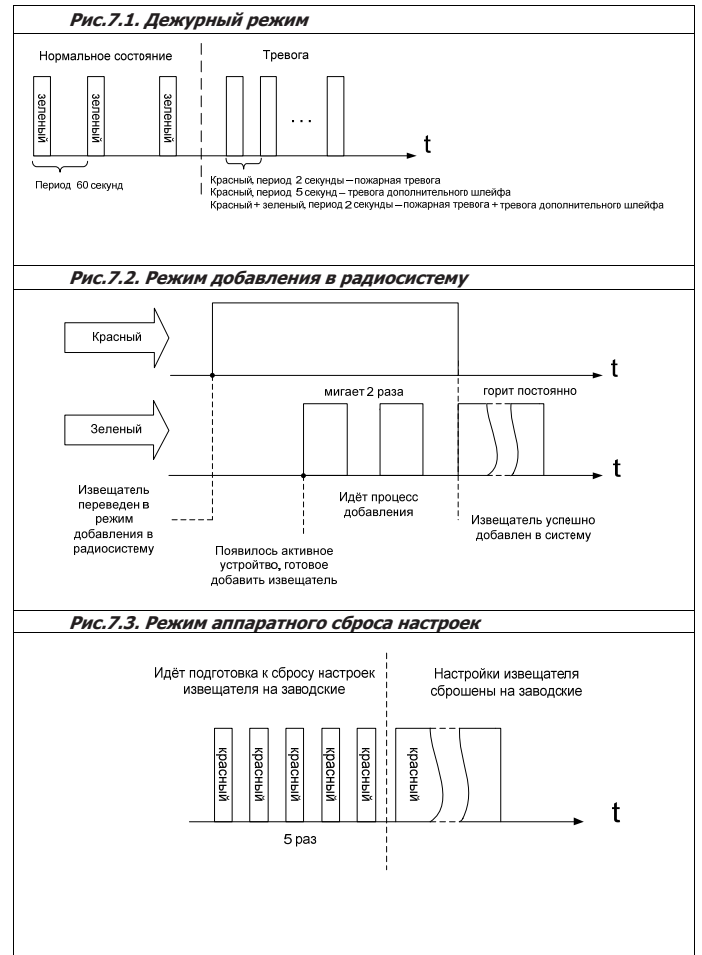 Рис.7.1. Дежурный режим
Нормальное состояние
Тревога
зеленый
зеленый
зеленый
...
t
Период 60 секунд
Красный, период 2 секунды – пожарная тревога
Красный, период 5 секунд – тревога дополнительного шлейфа
Красный + зеленый, период 2 секунды – пожарная тревога + тревога дополнительного шлейфа
Рис.7.2. Режим добавления в радиосистему
Красный
t
мигает 2 раза
горит постоянно
Зеленый
t
Извещатель
переведен в
режим
добавления в
радиосистему
Идёт процесс
добавления
Извещатель успешно
добавлен в систему
Появилось активное
устройтво, готовое
добавить извещатель
Рис.7.3. Режим аппаратного сброса настроек
Идёт подготовка к сбросу настроек
извещателя на заводские
Настройки извещателя
сброшены на заводские
красный
красный
красный
красный
красный
красный
t
5 раз